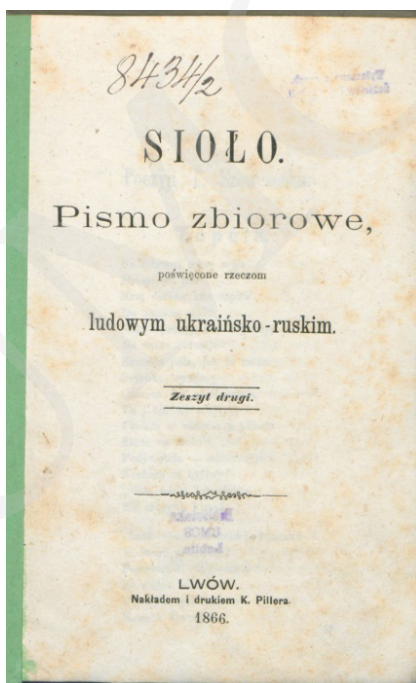 8434/2
SIOŁO.
Pismo zbiorowe,
poświęcone rzeczom
ludowym ukraińsko-ruskim.
Zeszyt drugi.
LWÓW.
Nakładem i drukiem K. Pillera.
1866.